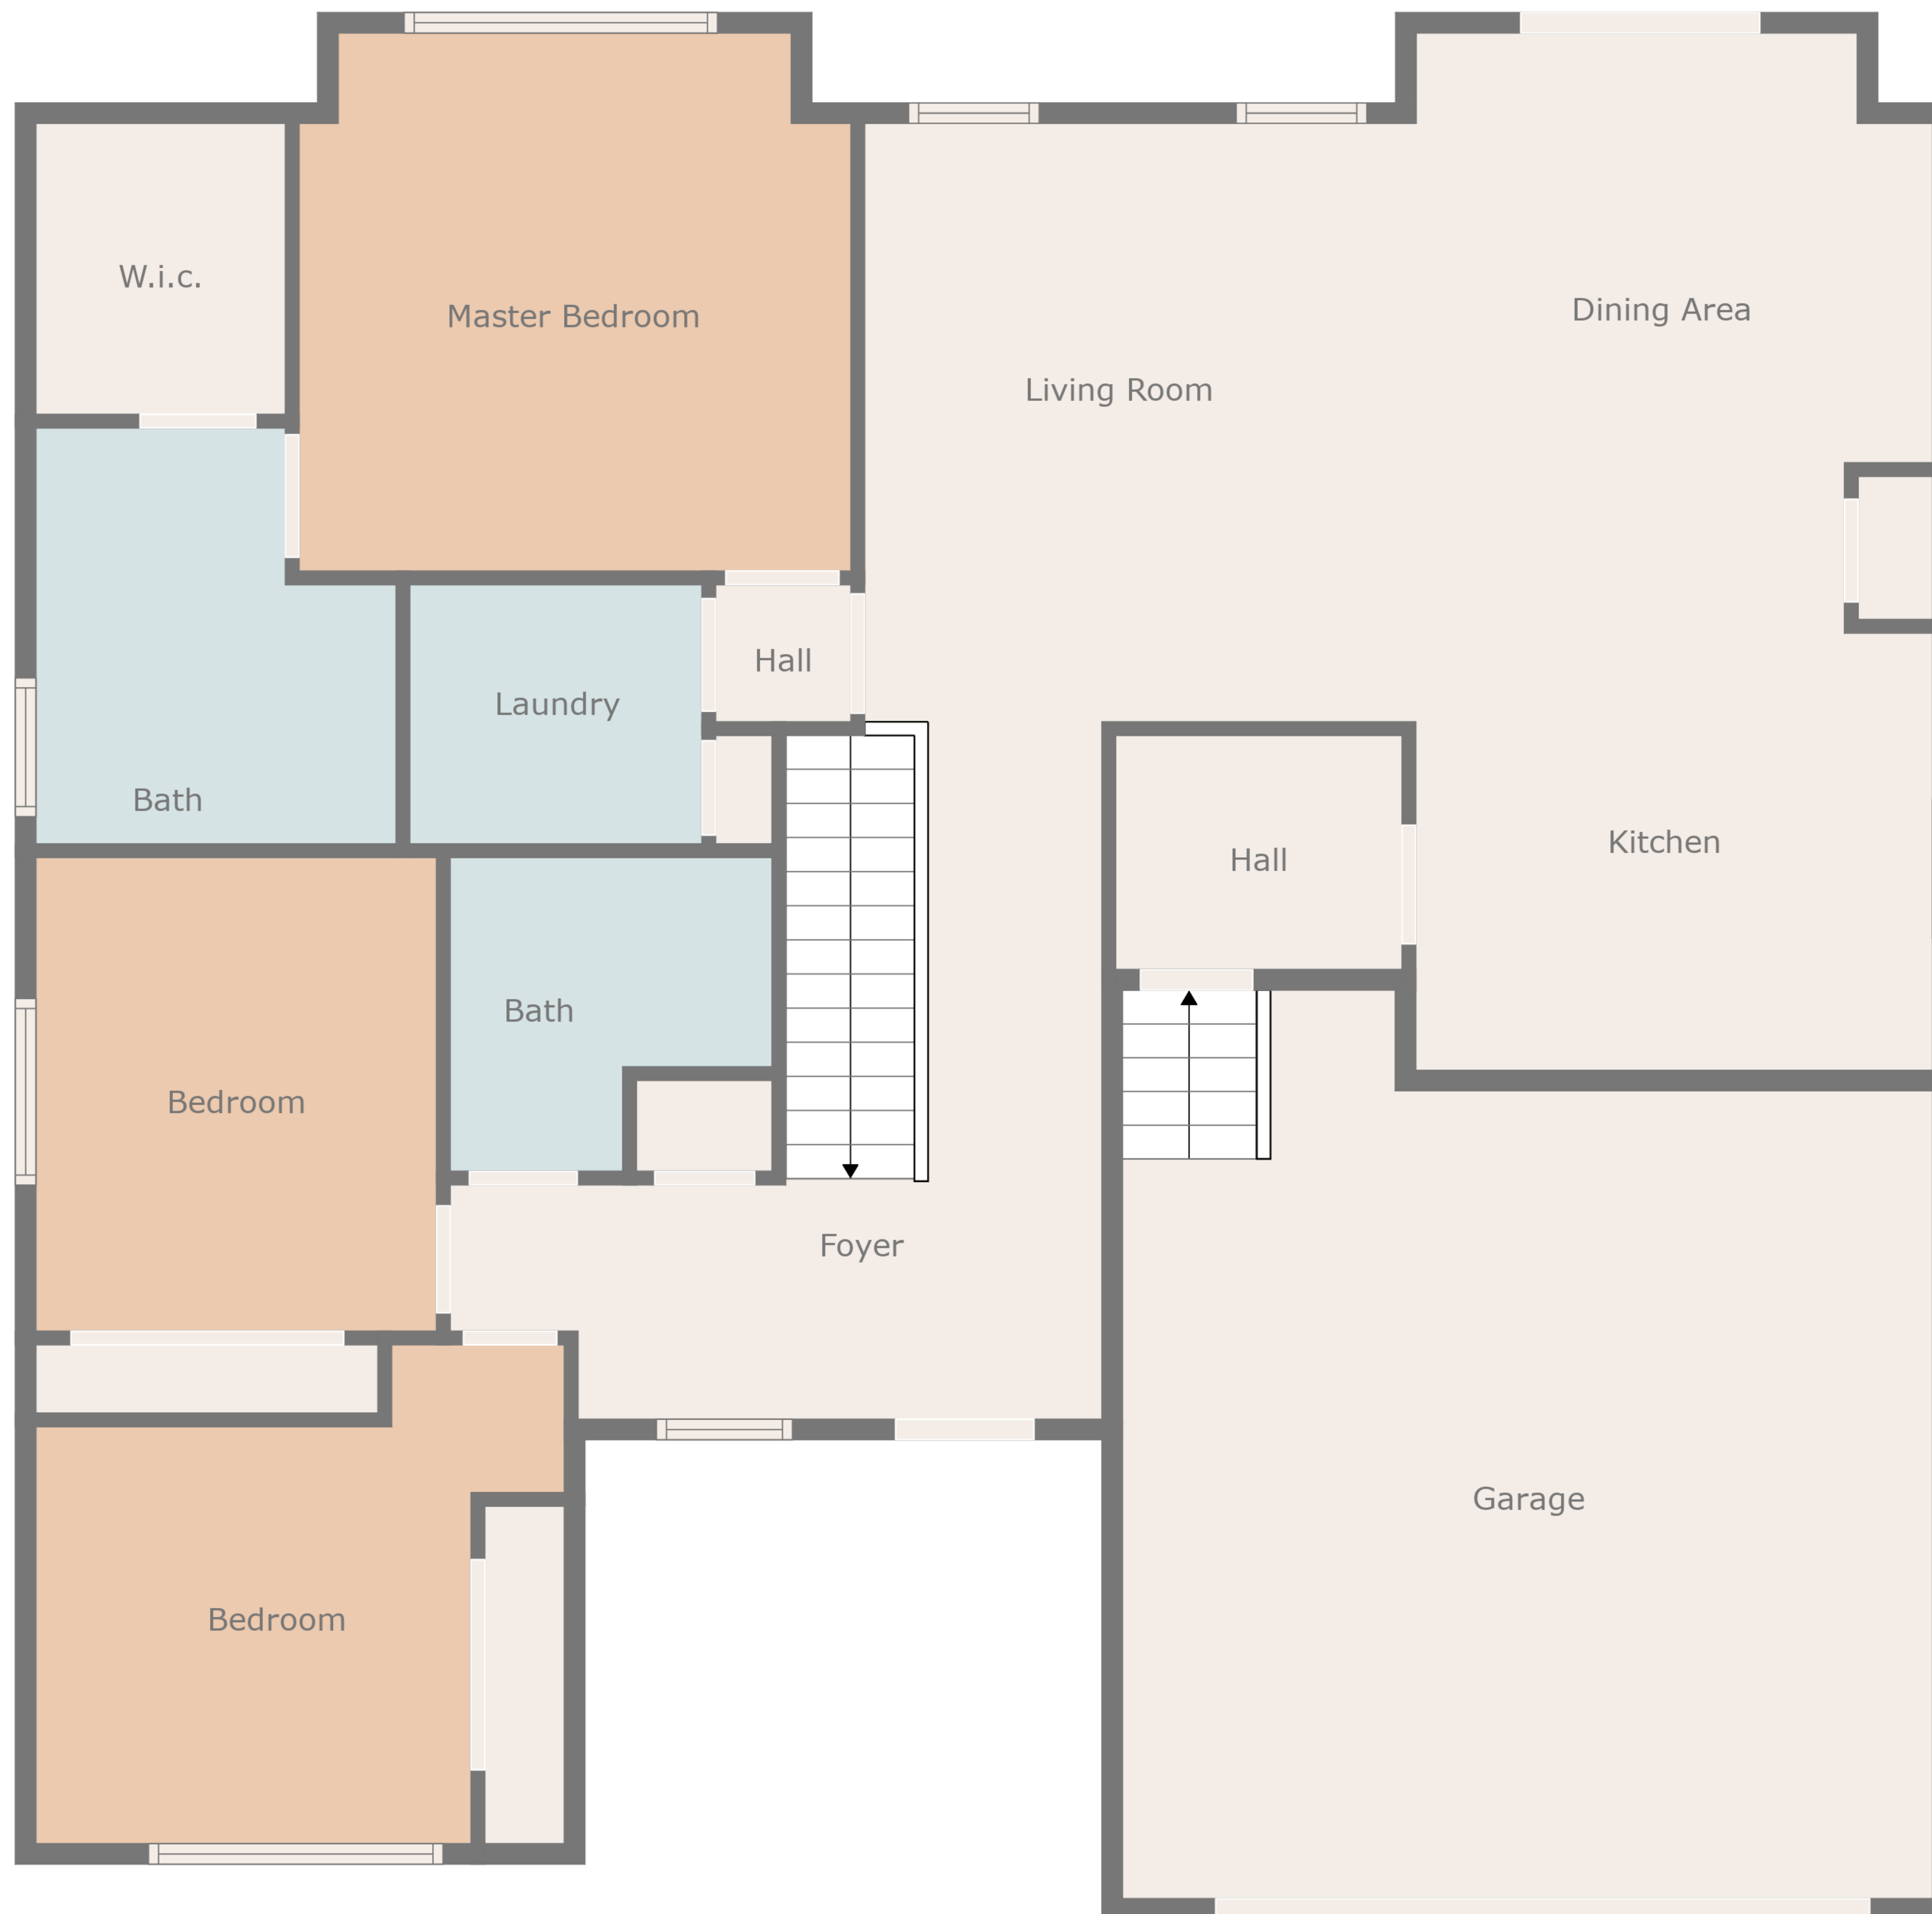 W.i.c.
Master Bedroom
Dining Area
Living Room
Hall
Laundry
Bath
Kitchen
Hall
Bath
Bedroom
Foyer
Garage
Bedroom